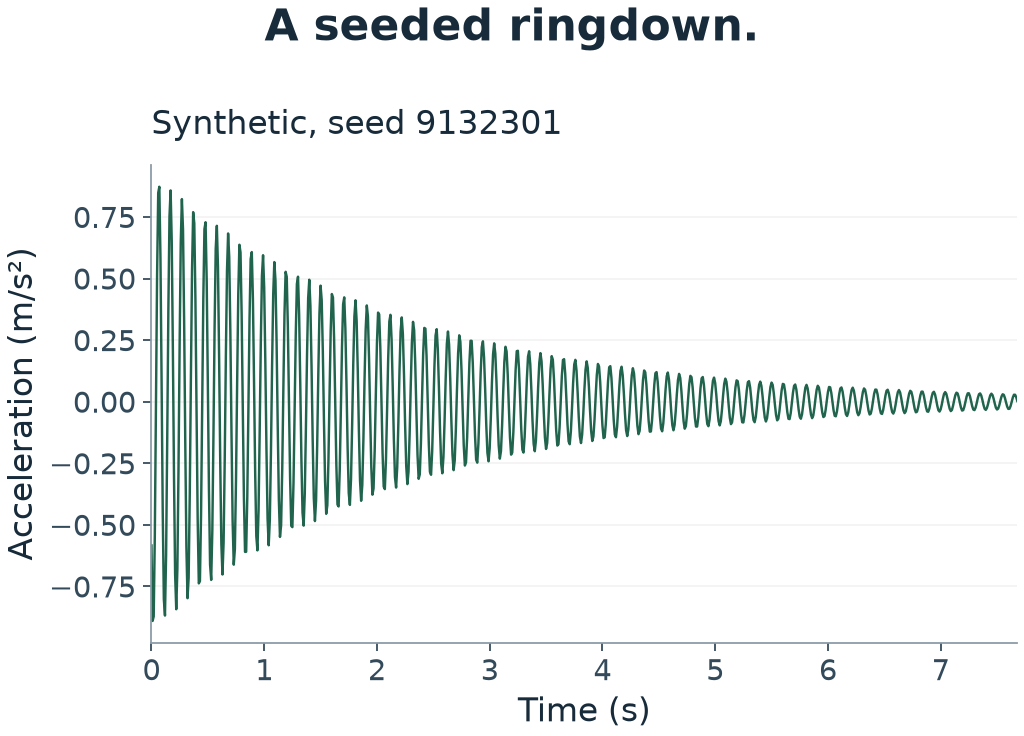 A seeded ringdown.
Synthetic, seed 9132301
Acceleration (m/s²)
0.75
0.50
0.25
0.00
−0.25
−0.50
−0.75
0 1 2 3 4 5 6 7
Time (s)